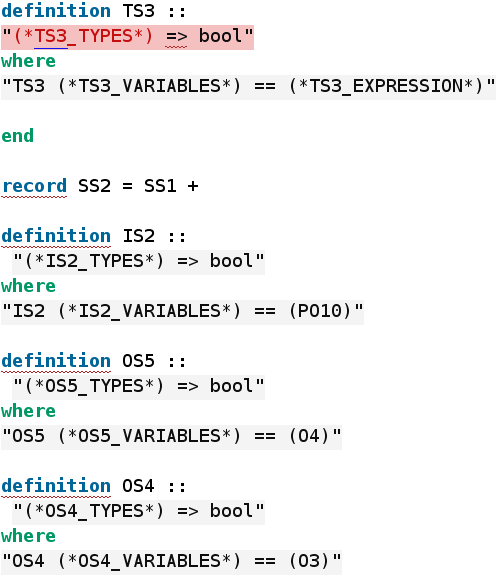 definition TS3 ::
"(*TS3_TYPES*) => bool"
where
"TS3 (*TS3_VARIABLES*) == (*TS3_EXPRESSION*)"
end
record SS2 = SS1 +
definition IS2 ::
"(*IS2_TYPES*) => bool"
where
"IS2 (*IS2_VARIABLES*) == (PO10)"
definition OS5 ::
"(*OS5_TYPES*) => bool"
where
"OS5 (*OS5_VARIABLES*) == (O4)"
definition OS4 ::
"(*OS4_TYPES*) => bool"
where
"OS4 (*OS4_VARIABLES*) == (O3)"